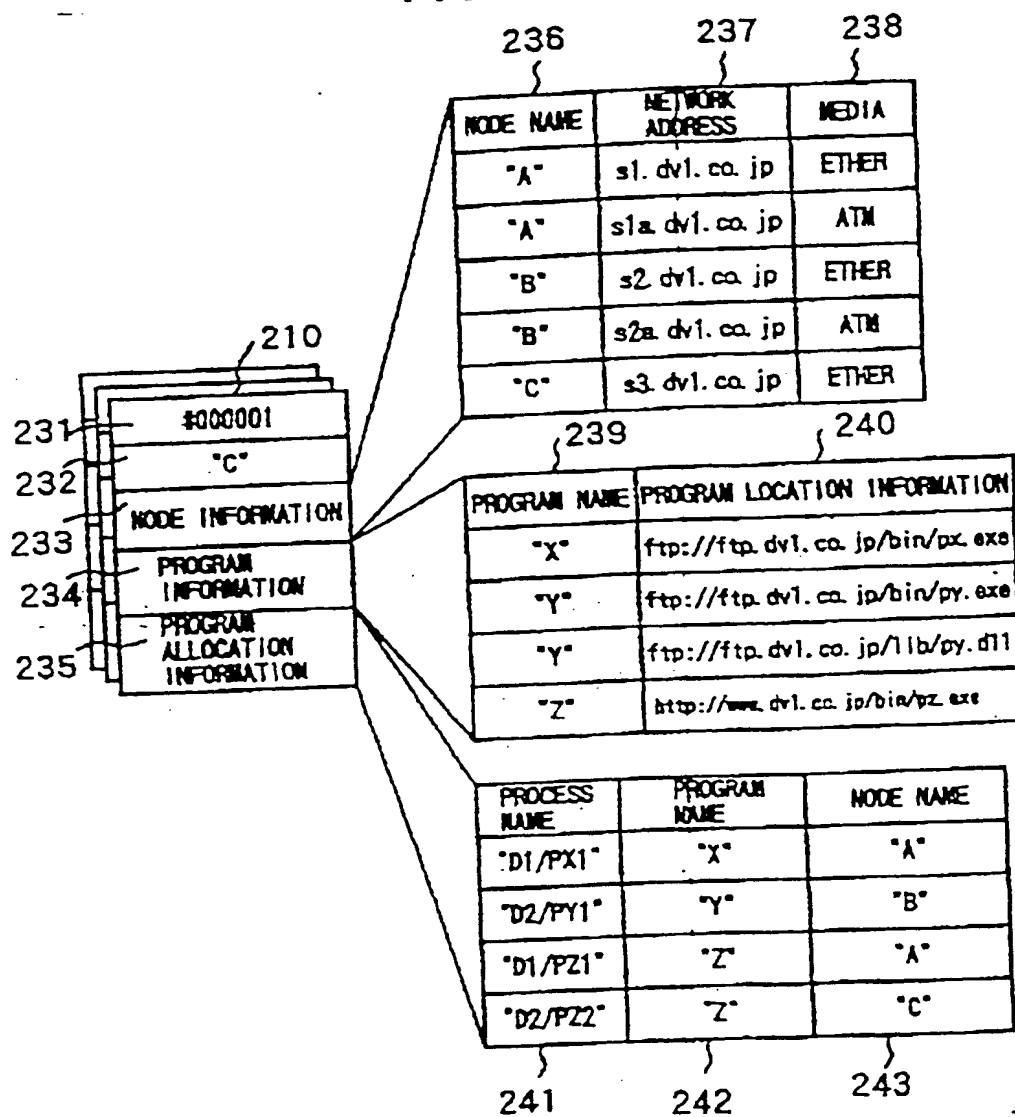 236 237 238
NODE NAME NETWORK ADDRESS MEDIA
"A" s1.dv1.co.jp ETHER
"A" s1a.dv1.co.jp ATM
"B" s2.dv1.co.jp ETHER
"B" s2a.dv1.co.jp ATM
"C" s3.dv1.co.jp ETHER
210
231 #000001
232 "C"
233 NODE INFORMATION
234 PROGRAM INFORMATION
235 PROGRAM ALLOCATION INFORMATION
239 240
PROGRAM NAME PROGRAM LOCATION INFORMATION
"X" ftp://ftp.dv1.co.jp/bin/px.exe
"Y" ftp://ftp.dv1.co.jp/bin/py.exe
"Y" ftp://ftp.dv1.co.jp/lib/py.dll
"Z" http://www.dv1.co.jp/bin/pz.exe
PROCESS NAME PROGRAM NAME NODE NAME
"D1/PX1" "X" "A"
"D2/PY1" "Y" "B"
"D1/PZ1" "Z" "A"
"D2/PZ2" "Z" "C"
241 242 243